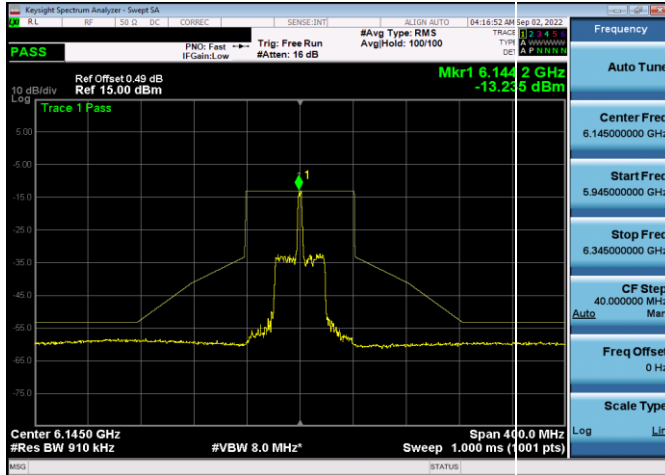 Keysight Spectrum Analyzer - Swept SA
RL RF 50 Ω DC CORREC SENSE:INT ALIGN AUTO 04:16:52 AM Sep 02, 2022
#Avg Type: RMS TRACE 1 2 3 4 5 6
PNO: Fast Trig: Free Run Avg|Hold: 100/100 TYPE A WWWWW
PASS IFGain:Low #Atten: 16 dB DET A P N N N N
Ref Offset 0.49 dB Mkr1 6.144 2 GHz
10 dB/div Ref 15.00 dBm -13.235 dBm
Log
Trace 1 Pass
1
5.00
-5.00
-15.0
-25.0
-35.0
-45.0
-55.0
-65.0
-75.0
Center 6.1450 GHz Span 400.0 MHz
#Res BW 910 kHz #VBW 8.0 MHz* Sweep 1.000 ms (1001 pts)
MSG STATUS
Frequency
Auto Tune
Center Freq
6.145000000 GHz
Start Freq
5.945000000 GHz
Stop Freq
6.345000000 GHz
CF Step
40.000000 MHz
Auto Man
Freq Offset
0 Hz
Scale Type
Log Lin